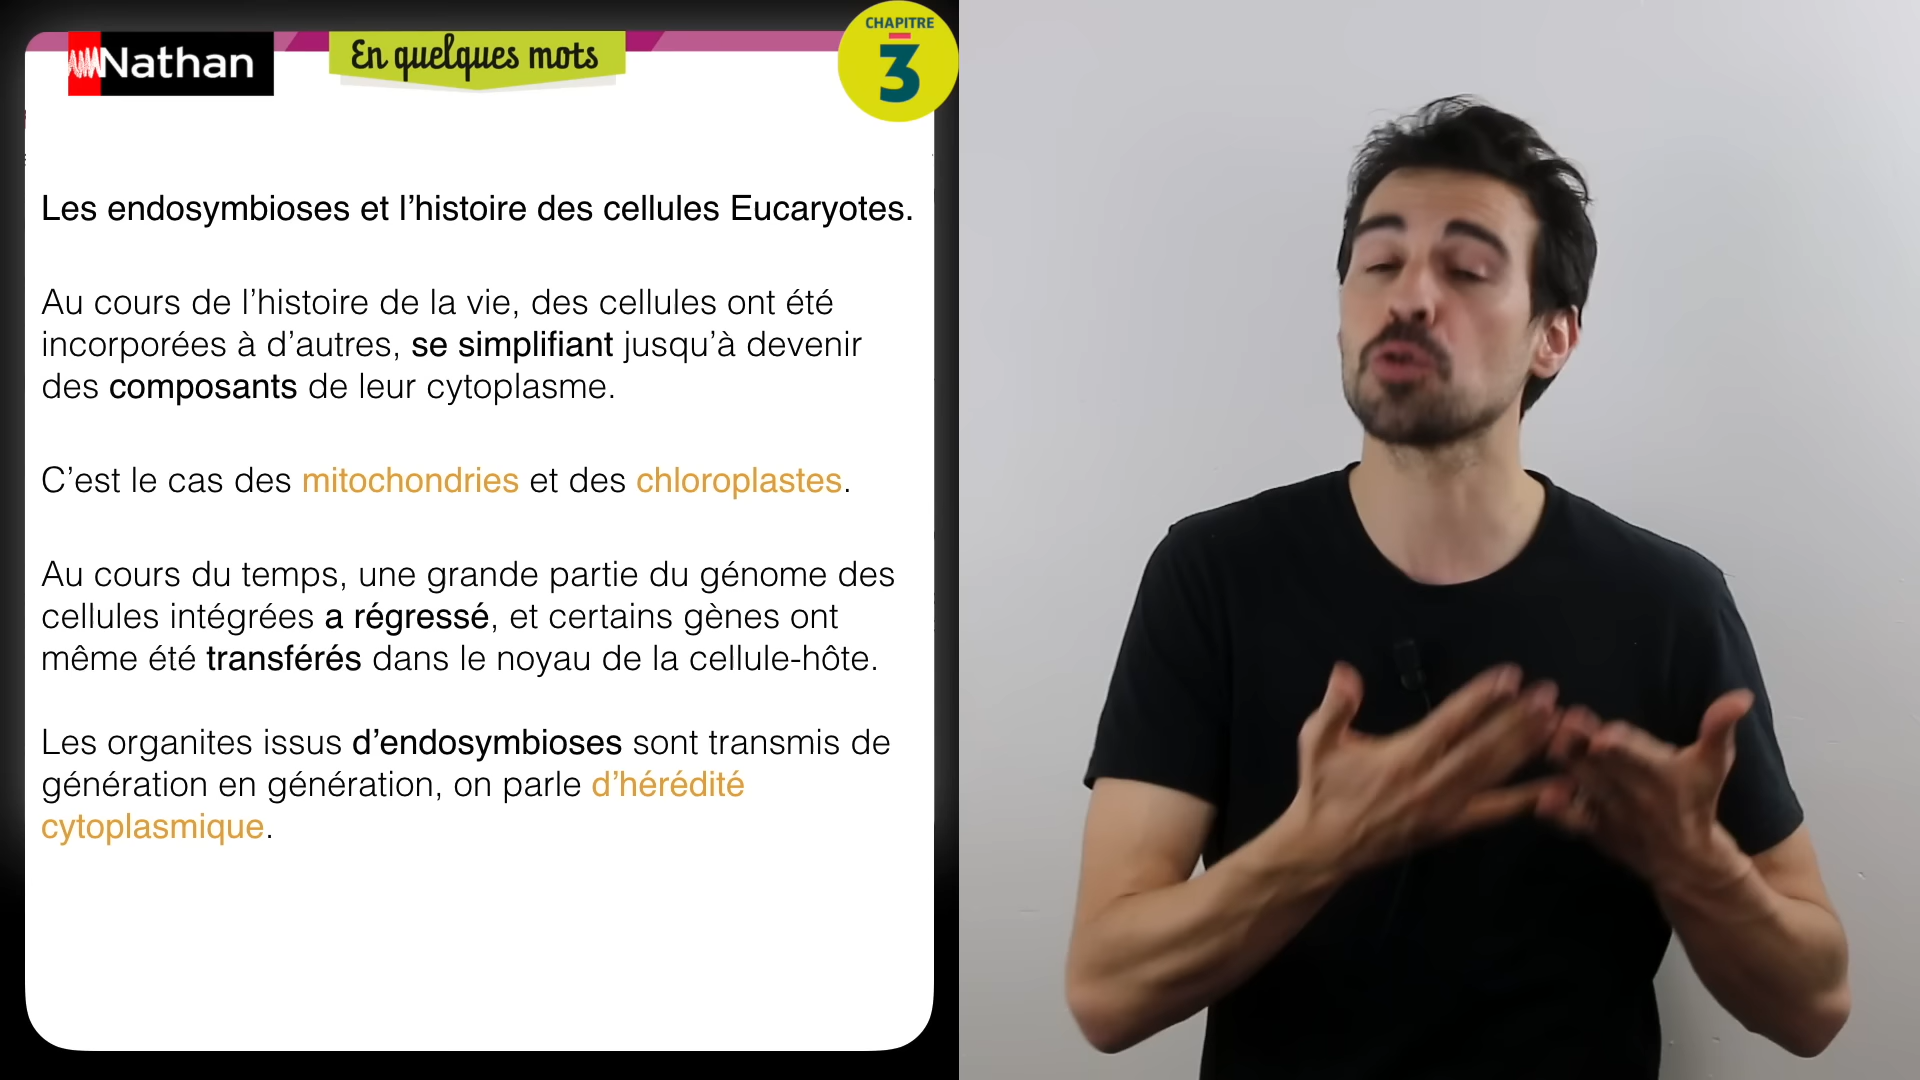 Nathan
En quelques mots
CHAPITRE
3
Les endosymbioses et l’histoire des cellules Eucaryotes.
Au cours de l’histoire de la vie, des cellules ont été
incorporées à d’autres, se simplifiant jusqu’à devenir
des composants de leur cytoplasme.
C’est le cas des mitochondries et des chloroplastes.
Au cours du temps, une grande partie du génome des
cellules intégrées a régressé, et certains gènes ont
même été transférés dans le noyau de la cellule-hôte.
Les organites issus d’endosymbioses sont transmis de
génération en génération, on parle d’hérédité
cytoplasmique.